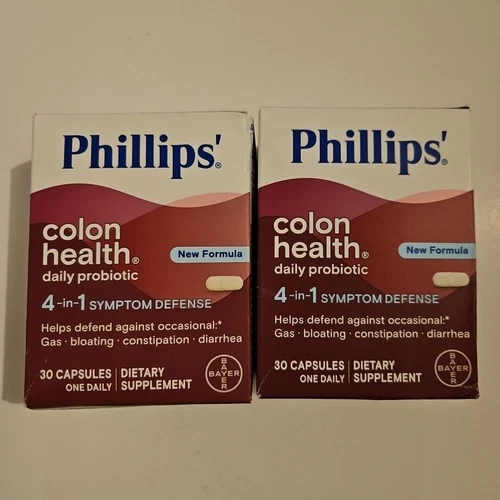 Phillips'®
colon
health®
daily probiotic
New Formula
4-in-1 SYMPTOM DEFENSE
Helps defend against occasional:*
Gas · bloating · constipation · diarrhea
30 CAPSULES
ONE DAILY
DIETARY
SUPPLEMENT
BAYER
BAYER
Phillips'®
colon
health®
daily probiotic
New Formula
4-in-1 SYMPTOM DEFENSE
Helps defend against occasional:*
Gas · bloating · constipation · diarrhea
30 CAPSULES
ONE DAILY
DIETARY
SUPPLEMENT
BAYER
BAYER